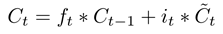 C_t = f_t * C_{t-1} + i_t * \tilde{C}_t